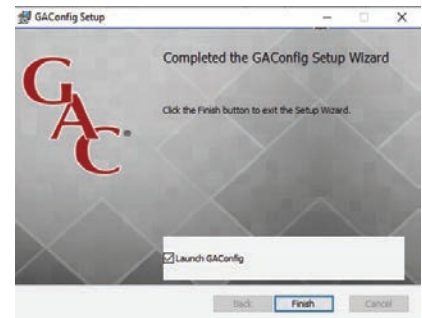 GAConfig Setup
Completed the GAConfig Setup Wizard
GAC®
Click the Finish button to exit the Setup Wizard.
Launch GAConfig
Back
Finish
Cancel